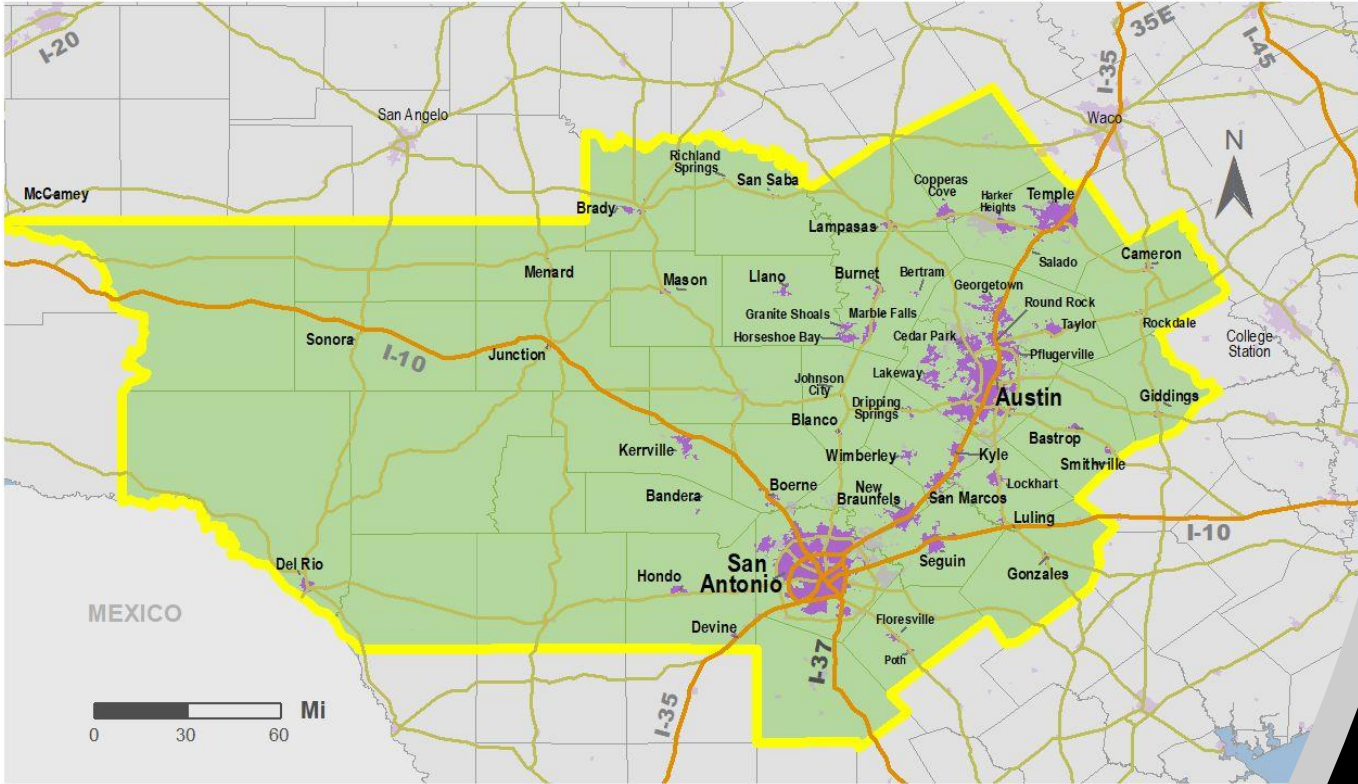 I-20
35E
I-35
I-45
San Angelo
Waco
N
Richland
Springs
San Saba
Copperas
Cove
Harker
Heights
Temple
McCamey
Brady
Lampasas
Salado
Cameron
Menard
Mason
Llano
Burnet
Bertram
Georgetown
Round Rock
Granite Shoals
Marble Falls
Taylor
Rockdale
Sonora
I-10
Junction
Horseshoe Bay
Cedar Park
Pflugerville
College
Station
Lakeway
Johnson
City
Dripping
Springs
Austin
Giddings
Blanco
Bastrop
Kerrville
Wimberley
Kyle
Smithville
Bandera
Boerne
New
Braunfels
San Marcos
Lockhart
Luling
I-10
Del Rio
Hondo
San
Antonio
Seguin
Gonzales
MEXICO
Devine
Floresville
Poth
I-37
I-35
Mi
0 30 60